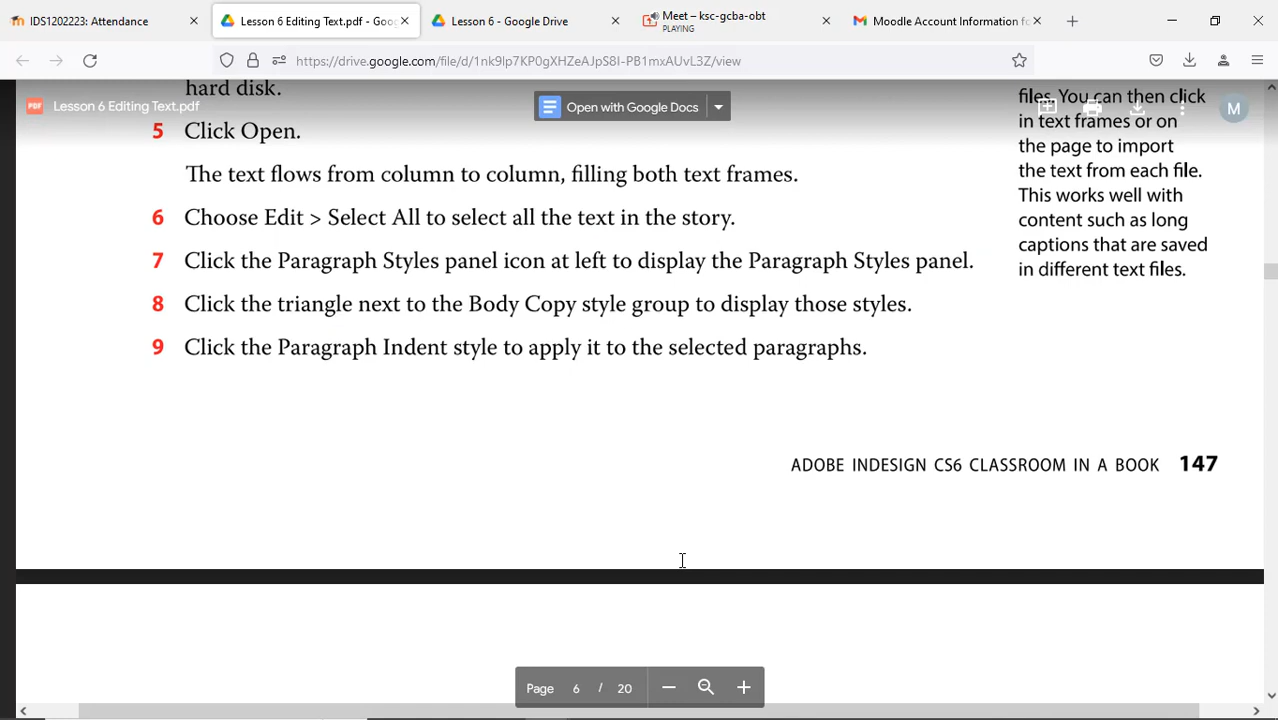 IDS1202223: Attendance
Lesson 6 Editing Text.pdf - Goo
Lesson 6 - Google Drive
Meet – ksc-gcba-obt
PLAYING
Moodle Account Information fo
https://drive.google.com/file/d/1nk9lp7KP0gXHZeAJpS8I-PB1mxAUvL3Z/view
hard disk.
PDF
Lesson 6 Editing Text.pdf
Open with Google Docs
M
5 Click Open.
The text flows from column to column, filling both text frames.
6 Choose Edit > Select All to select all the text in the story.
7 Click the Paragraph Styles panel icon at left to display the Paragraph Styles panel.
8 Click the triangle next to the Body Copy style group to display those styles.
9 Click the Paragraph Indent style to apply it to the selected paragraphs.
files. You can then click
in text frames or on
the page to import
the text from each file.
This works well with
content such as long
captions that are saved
in different text files.
ADOBE INDESIGN CS6 CLASSROOM IN A BOOK 147
Page 6 / 20